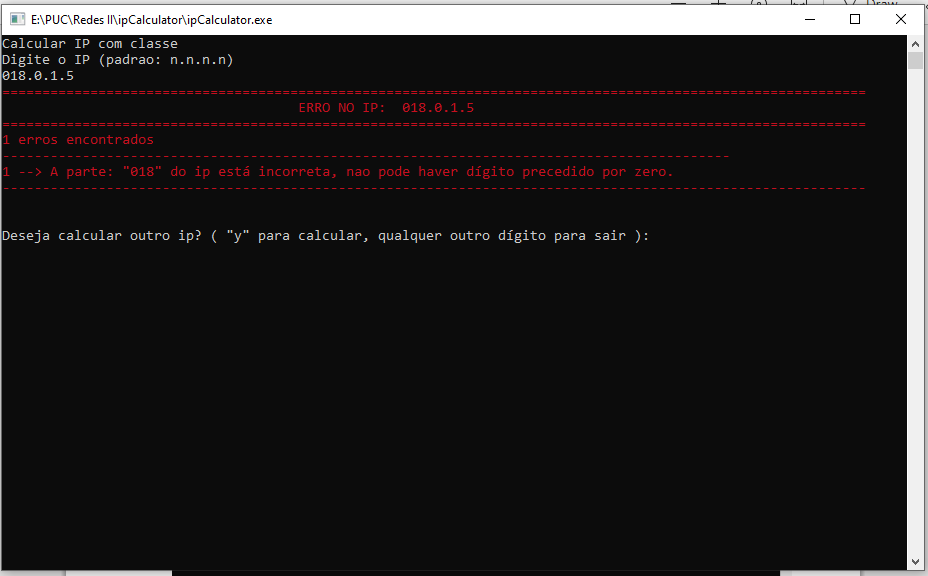 Draw
E:\PUC\Redes II\ipCalculator\ipCalculator.exe
Calcular IP com classe
Digite o IP (padrao: n.n.n.n)
018.0.1.5
============================================================================================================
ERRO NO IP:  018.0.1.5
============================================================================================================
1 erros encontrados
-------------------------------------------------------------------------------------------
1 --> A parte: "018" do ip está incorreta, nao pode haver dígito precedido por zero.
------------------------------------------------------------------------------------------------------------
Deseja calcular outro ip? ( "y" para calcular, qualquer outro dígito para sair ):